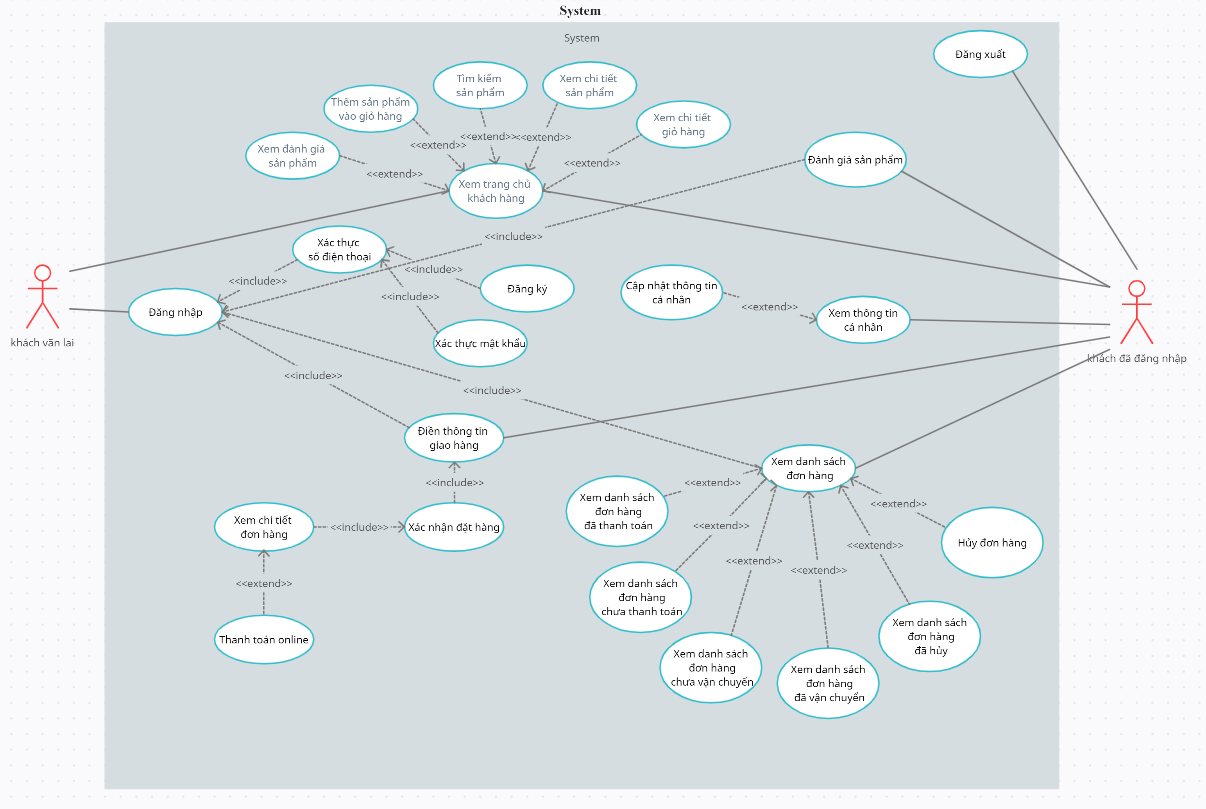 System
System
Đăng xuất
Tìm kiếm
sản phẩm
Xem chi tiết
sản phẩm
Thêm sản phẩm
vào giỏ hàng
Xem chi tiết
giỏ hàng
<<extend>>
<<extend>>
<<extend>>
Xem đánh giá
sản phẩm
<<extend>>
Đánh giá sản phẩm
<<extend>>
Xem trang chủ
khách hàng
<<include>>
Xác thực
số điện thoại
<<include>>
<<include>>
Đăng ký
Cập nhật thông tin
cá nhân
<<include>>
<<extend>>
Đăng nhập
Xem thông tin
cá nhân
khách vãn lai
Xác thực mật khẩu
khách đã đăng nhập
<<include>>
<<include>>
Điền thông tin
giao hàng
Xem danh sách
đơn hàng
<<include>>
<<extend>>
Xem danh sách
đơn hàng
đã thanh toán
<<extend>>
Xem chi tiết
đơn hàng
<<include>>
Xác nhận đặt hàng
<<extend>>
Hủy đơn hàng
<<extend>>
<<extend>>
<<extend>>
<<extend>>
Xem danh sách
đơn hàng
chưa thanh toán
Thanh toán online
Xem danh sách
đơn hàng
đã hủy
Xem danh sách
đơn hàng
chưa vận chuyển
Xem danh sách
đơn hàng
đã vận chuyển